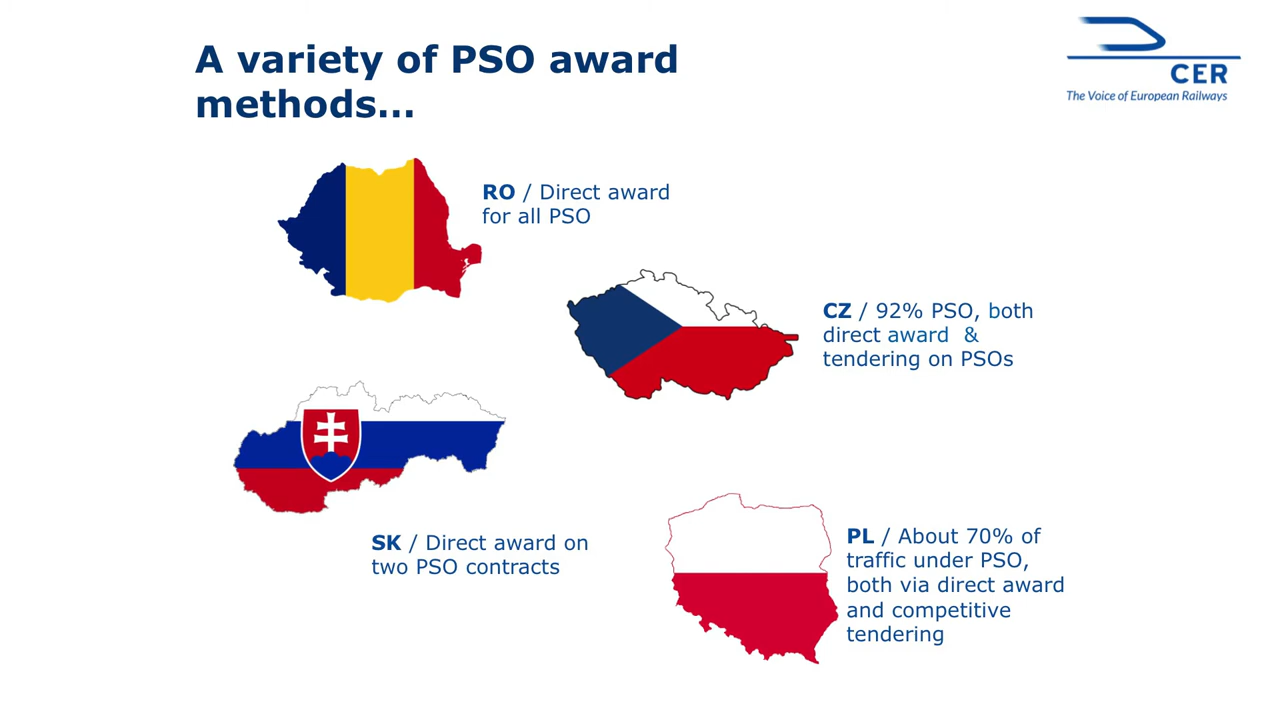 A variety of PSO award
methods...
CER
The Voice of European Railways
RO / Direct award
for all PSO
CZ / 92% PSO, both
direct award &
tendering on PSOs
SK / Direct award on
two PSO contracts
PL / About 70% of
traffic under PSO,
both via direct award
and competitive
tendering